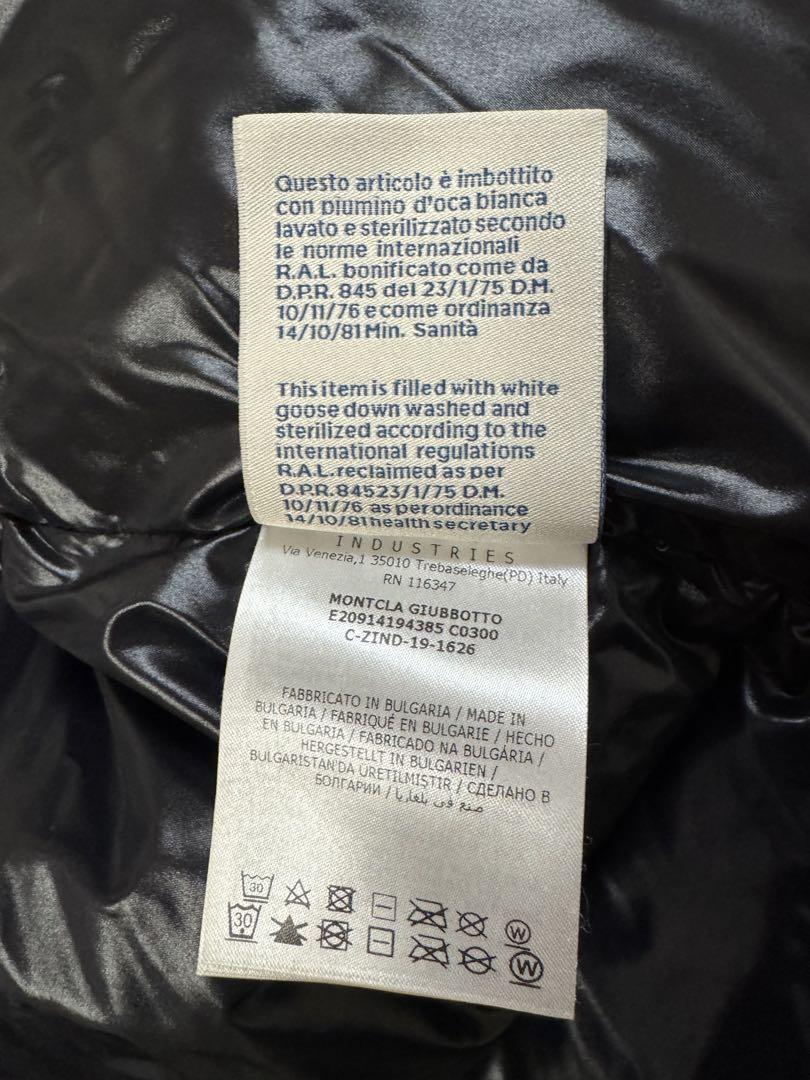 Questo articolo è imbottito
con piumino d'oca bianca
lavato e sterilizzato secondo
le norme internazionali
R.A.L. bonificato come da
D.P.R. 845 del 23/1/75 D.M.
10/11/76 e come ordinanza
14/10/81 Min. Sanità
This item is filled with white
goose down washed and
sterilized according to the
international regulations
R.A.L. reclaimed as per
D.P.R. 84523/1/75 D.M.
10/11/76 as per ordinance
14/10/81 health secretary
INDUSTRIES
Via Venezia,1 35010 Trebaseleghe(PD) Italy
RN 116347
MONTCLA GIUBBOTTO
E20914194385 C0300
C-ZIND-19-1626
FABBRICATO IN BULGARIA / MADE IN
BULGARIA / FABRIQUÉ EN BULGARIE / HECHO
EN BULGARIA / FABRICADO NA BULGÁRIA /
HERGESTELLT IN BULGARIEN /
BULGARISTAN'DA ÜRETILMIŞTIR / СДЕЛАНО В
БОЛГАРИИ / صنع في بلغاريا
30 W
30 W